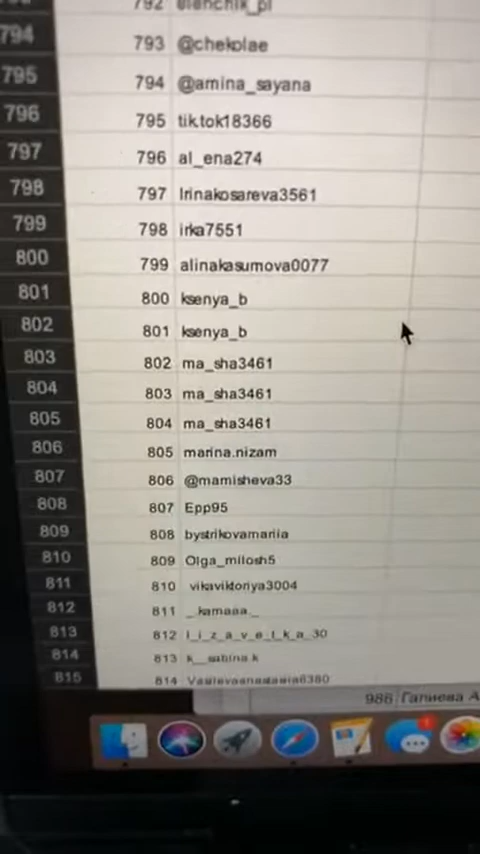 794 793 @chekolae
795 794 @amina_sayana
796 795 tiktok18366
797 796 al_ena274
798 797 Irinakosareva3561
799 798 irka7551
800 799 alinakasumova0077
801 800 ksenya_b
802 801 ksenya_b
803 802 ma_sha3461
804 803 ma_sha3461
805 804 ma_sha3461
806 805 marina.nizam
807 806 @mamisheva33
808 807 Epp95
809 808 bystrikovamariia
810 809 Olga_milosh5
811 810 vikaviktoriya3004
812 811 _.kamaaa._
813 812 l_i_z_a_v_e_t_k_a_30
814 813
815 814
986 Галиева А